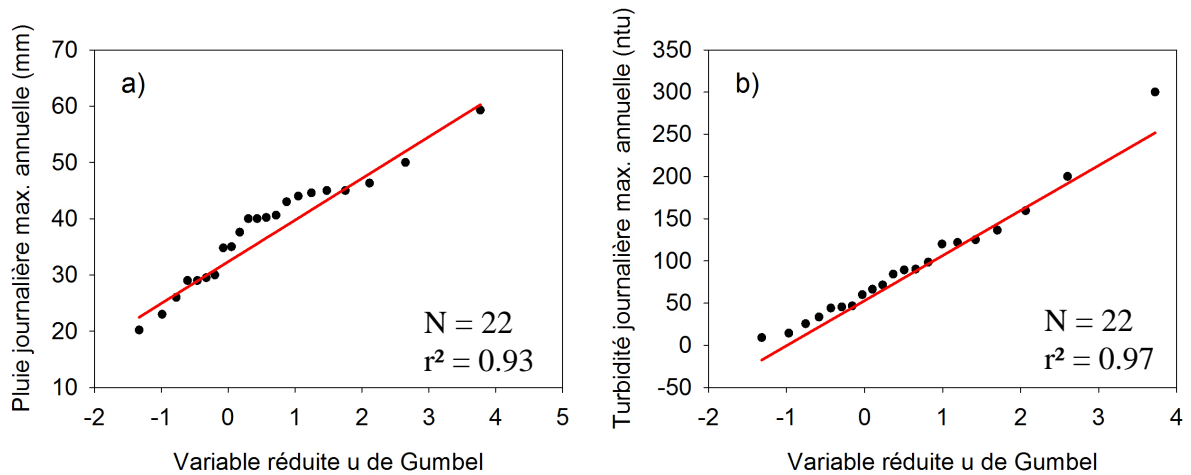 Pluie journalière max. annuelle (mm)
70
60
50
40
30
20
10
a)
N = 22
r² = 0.93
-2 -1 0 1 2 3 4 5
Variable réduite u de Gumbel
Turbidité journalière max. annuelle (ntu)
350
300
250
200
150
100
50
0
-50
b)
N = 22
r² = 0.97
-2 -1 0 1 2 3 4
Variable réduite u de Gumbel